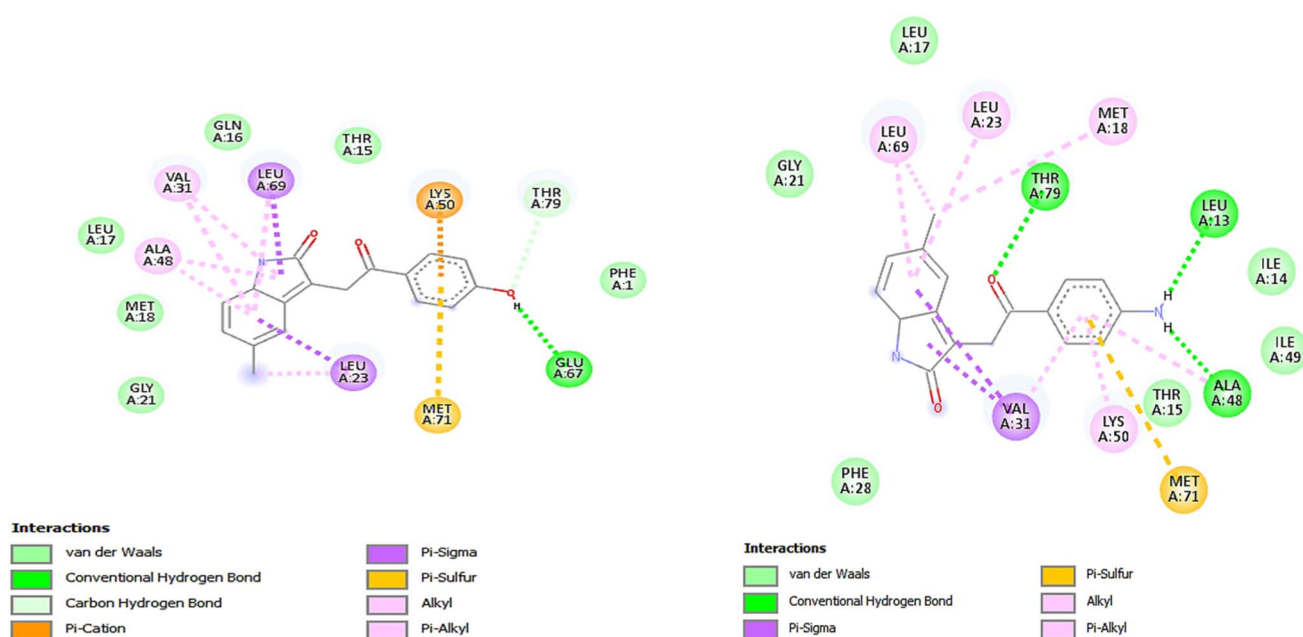 GLN
A:16
THR
A:15
VAL
A:31
LEU
A:69
LYS
A:50
THR
A:79
LEU
A:17
ALA
A:48
N
O
O
O
H
PHE
A:1
MET
A:18
GLY
A:21
LEU
A:23
MET
A:71
GLU
A:67
Interactions
van der Waals
Conventional Hydrogen Bond
Carbon Hydrogen Bond
Pi-Cation
Pi-Sigma
Pi-Sulfur
Alkyl
Pi-Alkyl
LEU
A:17
LEU
A:69
LEU
A:23
MET
A:18
GLY
A:21
THR
A:79
LEU
A:13
ILE
A:14
O
H
N
H
ILE
A:49
N
O
VAL
A:31
LYS
A:50
THR
A:15
ALA
A:48
PHE
A:28
MET
A:71
Interactions
van der Waals
Conventional Hydrogen Bond
Pi-Sigma
Pi-Sulfur
Alkyl
Pi-Alkyl